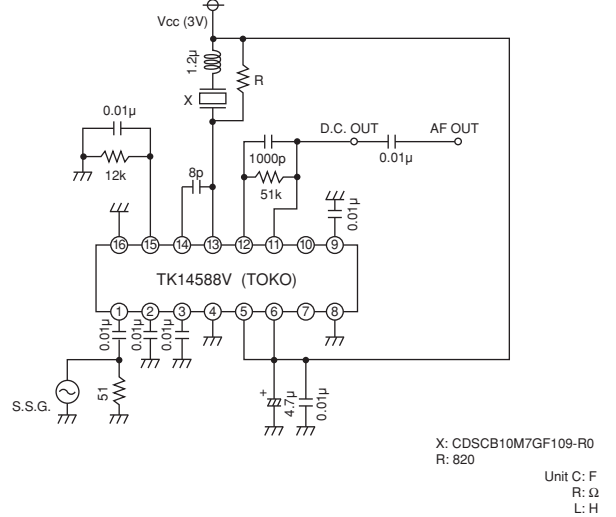 Vcc (3V)
1.2µ
R
X
0.01µ
12k
8p
1000p
51k
D.C. OUT
0.01µ
AF OUT
0.01µ
16 15 14 13 12 11 10 9
TK14588V (TOKO)
1 2 3 4 5 6 7 8
0.01µ
0.01µ
0.01µ
S.S.G.
51
+
4.7µ
0.01µ
X: CDSCB10M7GF109-R0
R: 820
Unit C: F
R: Ω
L: H